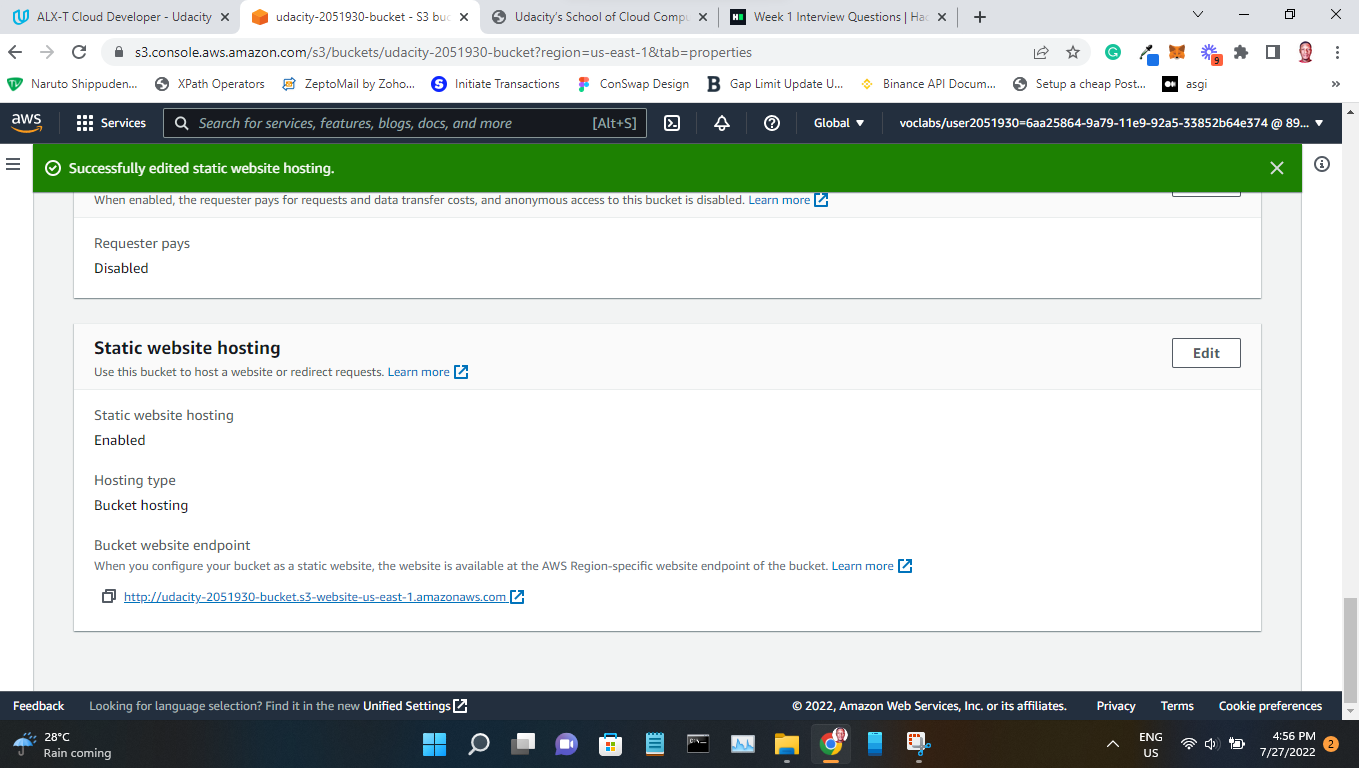 ALX-T Cloud Developer - Udacity
udacity-2051930-bucket - S3 buc
Udacity's School of Cloud Compu
Week 1 Interview Questions | Hac
s3.console.aws.amazon.com/s3/buckets/udacity-2051930-bucket?region=us-east-1&tab=properties
9
Naruto Shippuden...
XPath Operators
ZeptoMail by Zoho...
Initiate Transactions
ConSwap Design
Gap Limit Update U...
Binance API Docum...
Setup a cheap Post...
asgi
»
aws
Services
Search for services, features, blogs, docs, and more
[Alt+S]
Global
voclabs/user2051930=6aa25864-9a79-11e9-92a5-33852b64e374 @ 89...
Successfully edited static website hosting.
When enabled, the requester pays for requests and data transfer costs, and anonymous access to this bucket is disabled. Learn more
Requester pays
Disabled
Static website hosting
Edit
Use this bucket to host a website or redirect requests. Learn more
Static website hosting
Enabled
Hosting type
Bucket hosting
Bucket website endpoint
When you configure your bucket as a static website, the website is available at the AWS Region-specific website endpoint of the bucket. Learn more
http://udacity-2051930-bucket.s3-website-us-east-1.amazonaws.com
Feedback
Looking for language selection? Find it in the new Unified Settings
© 2022, Amazon Web Services, Inc. or its affiliates.
Privacy
Terms
Cookie preferences
28°C
Rain coming
ENG
US
4:56 PM
7/27/2022
2